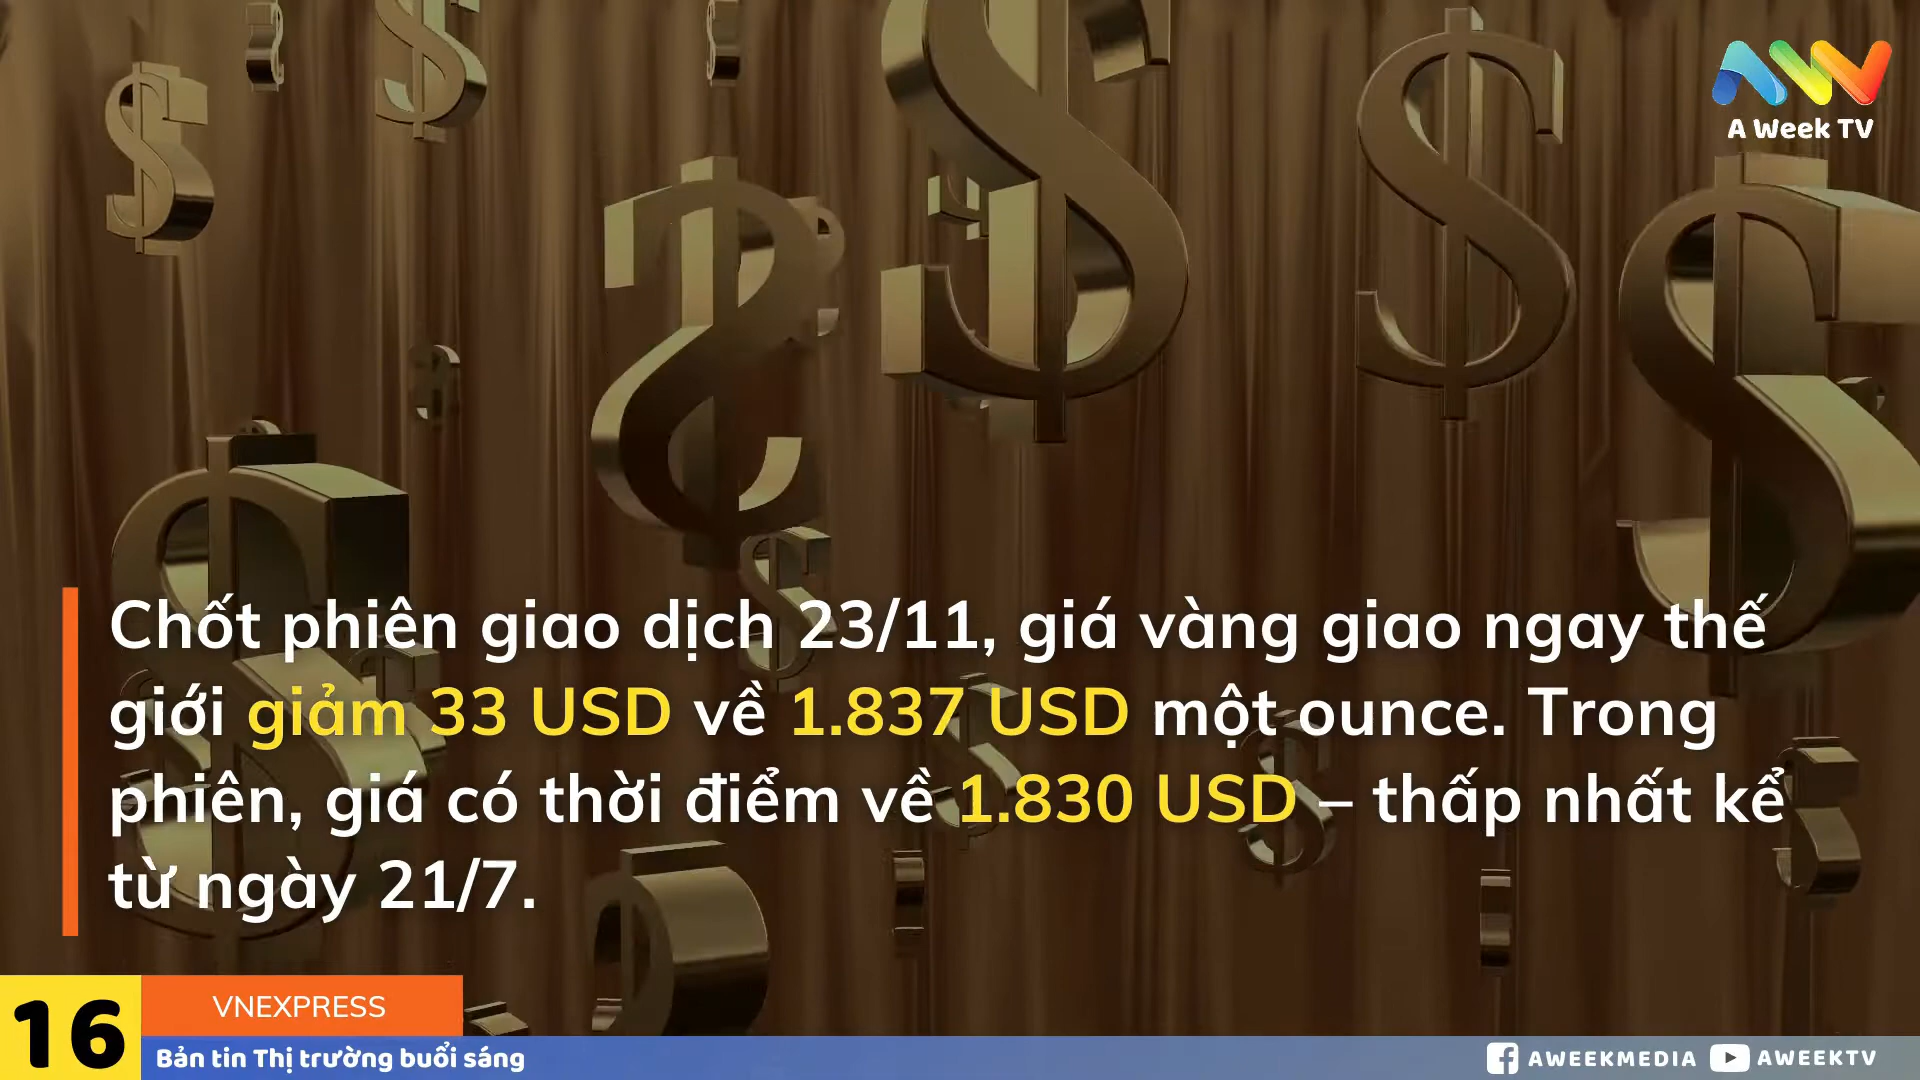 A Week TV
Chốt phiên giao dịch 23/11, giá vàng giao ngay thế
giới giảm 33 USD về 1.837 USD một ounce. Trong
phiên, giá có thời điểm về 1.830 USD – thấp nhất kể
từ ngày 21/7.
16
VNEXPRESS
Bản tin Thị trường buổi sáng
AWEEKMEDIA
AWEEKTV